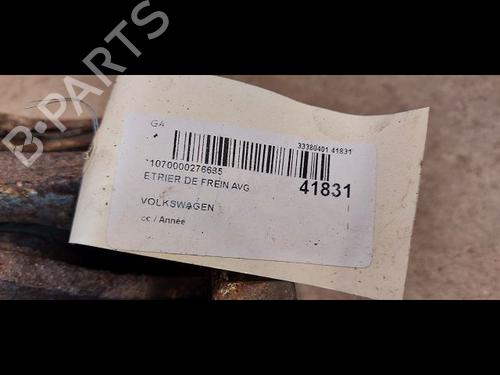 B-PARTS
GA
33380401 41831
*1070000276685
ETRIER DE FREIN AVG
41831
VOLKSWAGEN
cc / Année